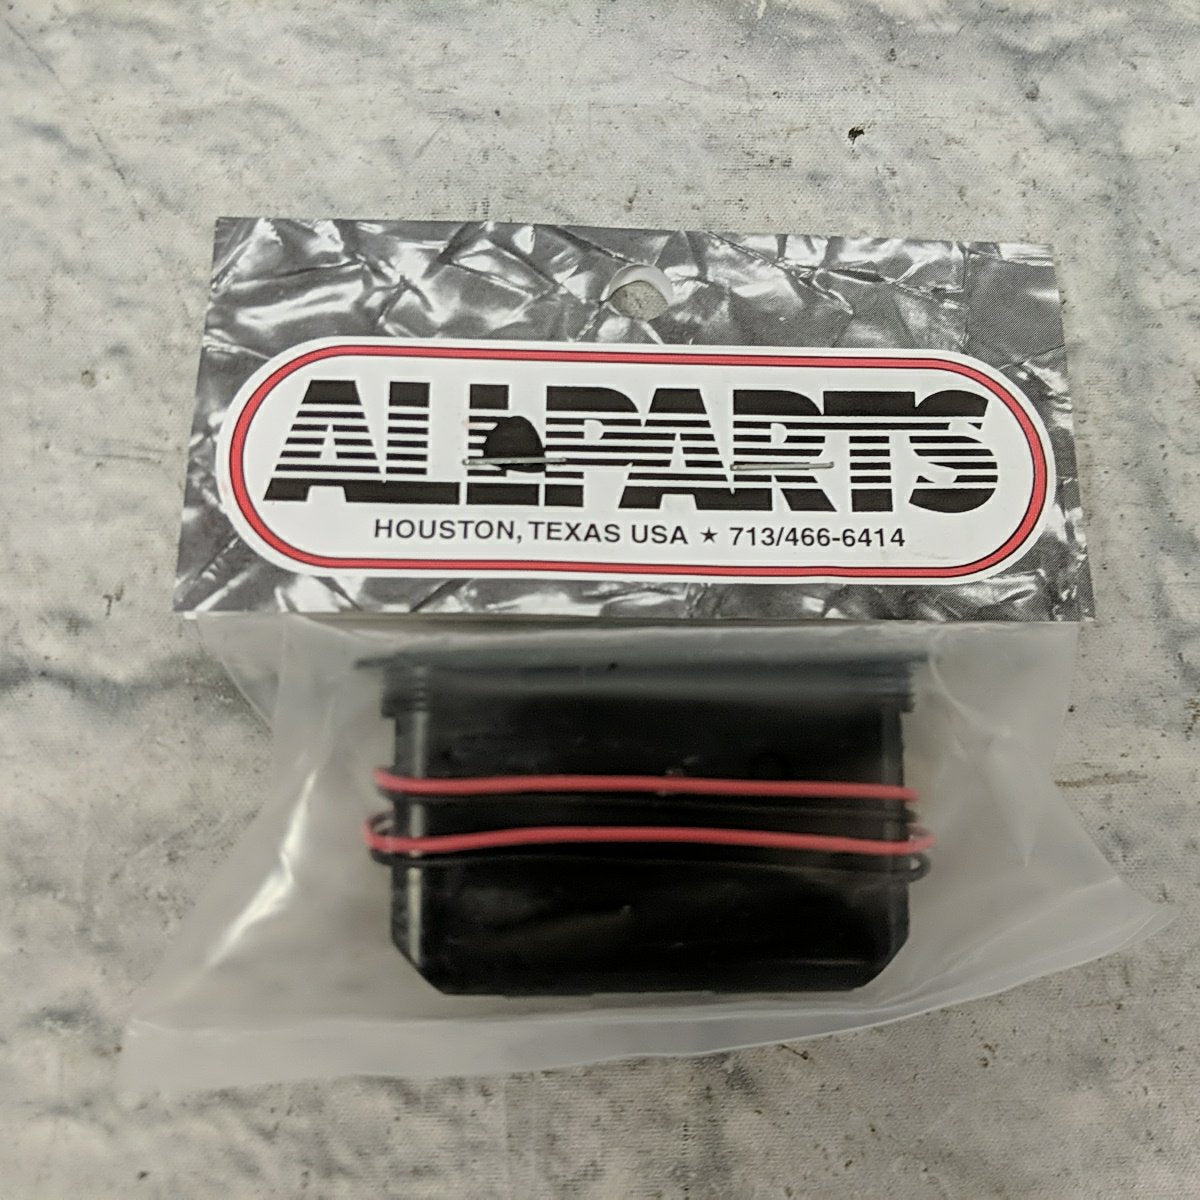 ALLPARTS
HOUSTON, TEXAS USA ★ 713/466-6414